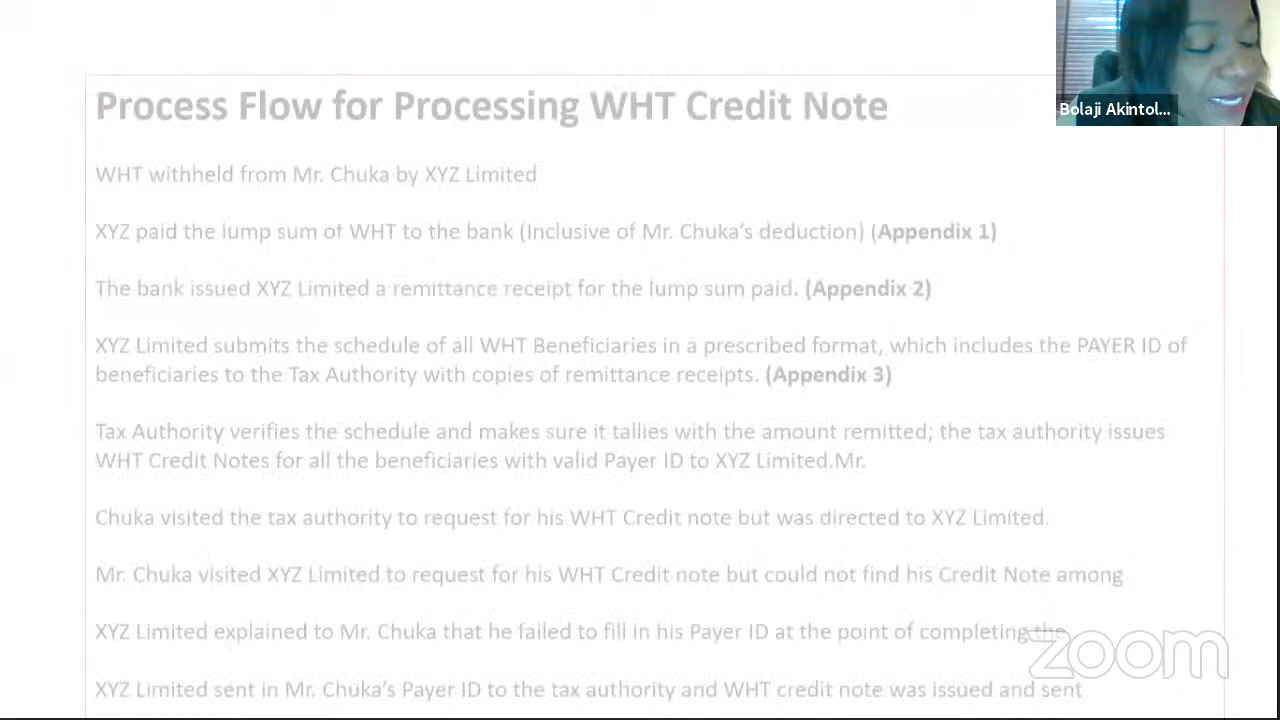 Bolaji Akintol...
Process Flow for Processing WHT Credit Note
WHT withheld from Mr. Chuka by XYZ Limited
XYZ paid the lump sum of WHT to the bank (Inclusive of Mr. Chuka's deduction) (Appendix 1)
The bank issued XYZ Limited a remittance receipt for the lump sum paid. (Appendix 2)
XYZ Limited submits the schedule of all WHT Beneficiaries in a prescribed format, which includes the PAYER ID of
beneficiaries to the Tax Authority with copies of remittance receipts. (Appendix 3)
Tax Authority verifies the schedule and makes sure it tallies with the amount remitted; the tax authority issues
WHT Credit Notes for all the beneficiaries with valid Payer ID to XYZ Limited.Mr.
Chuka visited the tax authority to request for his WHT Credit note but was directed to XYZ Limited.
Mr. Chuka visited XYZ Limited to request for his WHT Credit note but could not find his Credit Note among
XYZ Limited explained to Mr. Chuka that he failed to fill in his Payer ID at the point of completing the
zoom
XYZ Limited sent in Mr. Chuka's Payer ID to the tax authority and WHT credit note was issued and sent